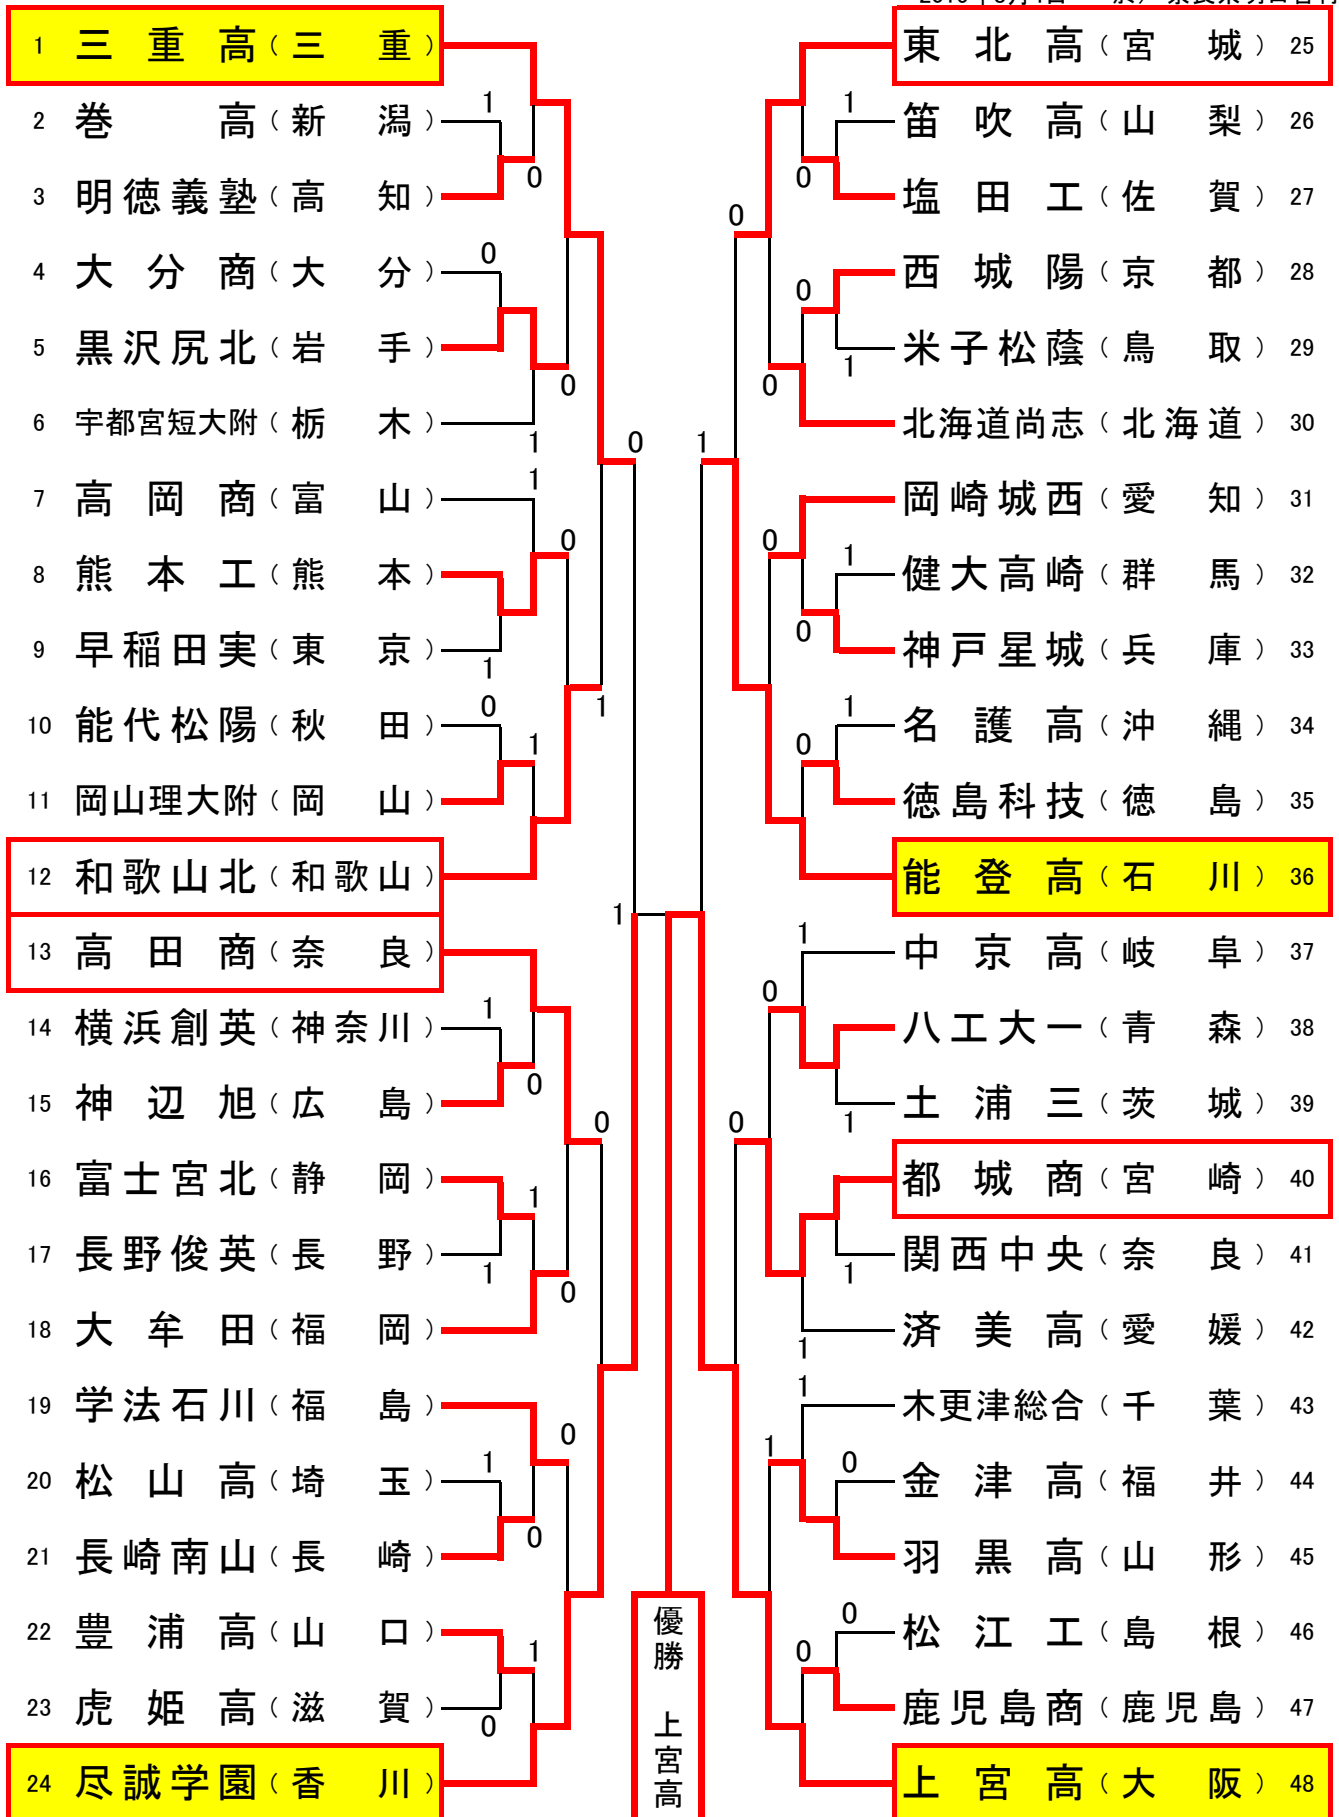 1 三重高（三重）
2 巻高（新潟）
3 明徳義塾（高知）
4 大分商（大分）
5 黒沢尻北（岩手）
6 宇都宮短大附（栃木）
7 高岡商（富山）
8 熊本工（熊本）
9 早稲田実（東京）
10 能代松陽（秋田）
11 岡山理大附（岡山）
12 和歌山北（和歌山）
13 高田商（奈良）
14 横浜創英（神奈川）
15 神辺旭（広島）
16 富士宮北（静岡）
17 長野俊英（長野）
18 大牟田（福岡）
19 学法石川（福島）
20 松山高（埼玉）
21 長崎南山（長崎）
22 豊浦高（山口）
23 虎姫高（滋賀）
24 尽誠学園（香川）
1
0
0
0
1
1
0
1
0
1
1
1
0
1
1
0
0
1
0
1
0
1
0
0
1
優勝 上宮高
1
0
0
0
1
0
0
1
0
1
0
1
0
1
0
1
1
1
0
1
0
0
東北高（宮城）25
笛吹高（山梨）26
塩田工（佐賀）27
西城陽（京都）28
米子松蔭（鳥取）29
北海道尚志（北海道）30
岡崎城西（愛知）31
健大高崎（群馬）32
神戸星城（兵庫）33
名護高（沖縄）34
徳島科技（徳島）35
能登高（石川）36
中京高（岐阜）37
八工大一（青森）38
土浦三（茨城）39
都城商（宮崎）40
関西中央（奈良）41
済美高（愛媛）42
木更津総合（千葉）43
金津高（福井）44
羽黒高（山形）45
松江工（島根）46
鹿児島商（鹿児島）47
上宮高（大阪）48